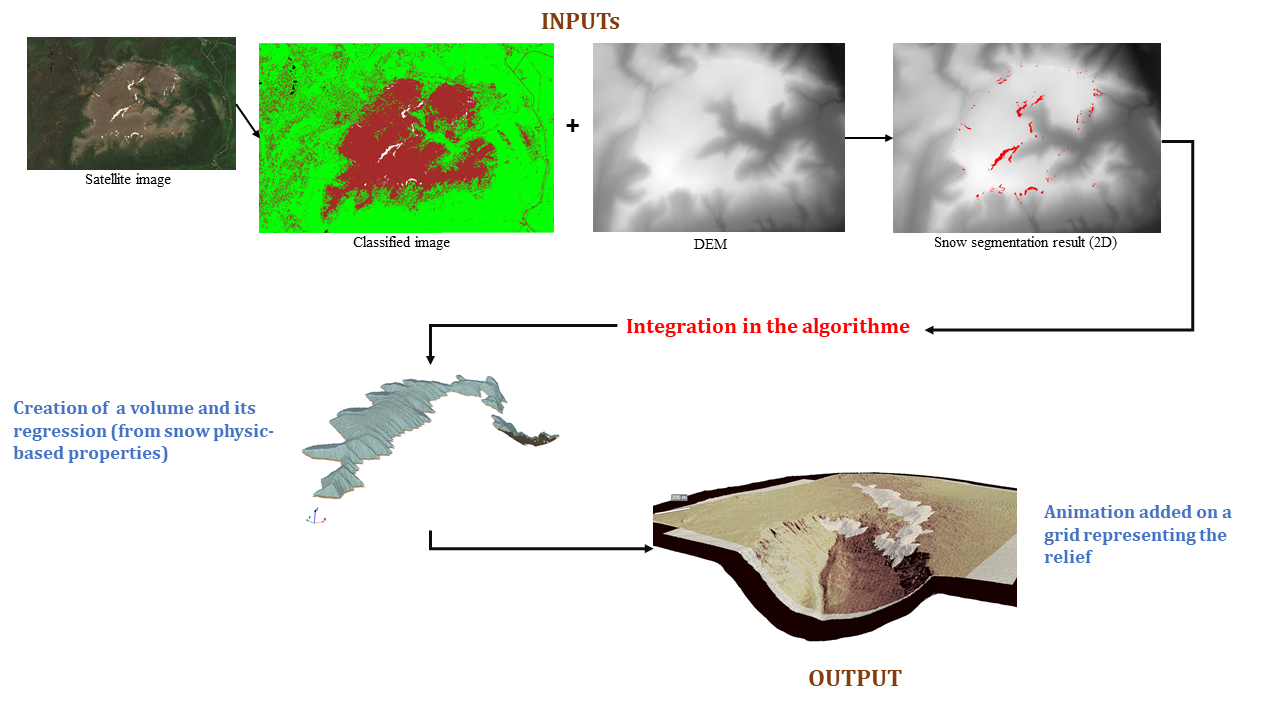 INPUTs
+
Satellite image
Classified image
DEM
Snow segmentation result (2D)
Integration in the algorithme
Creation of a volume and its
regression (from snow physic-
based properties)
200 m
Animation added on a
grid representing the
relief
OUTPUT